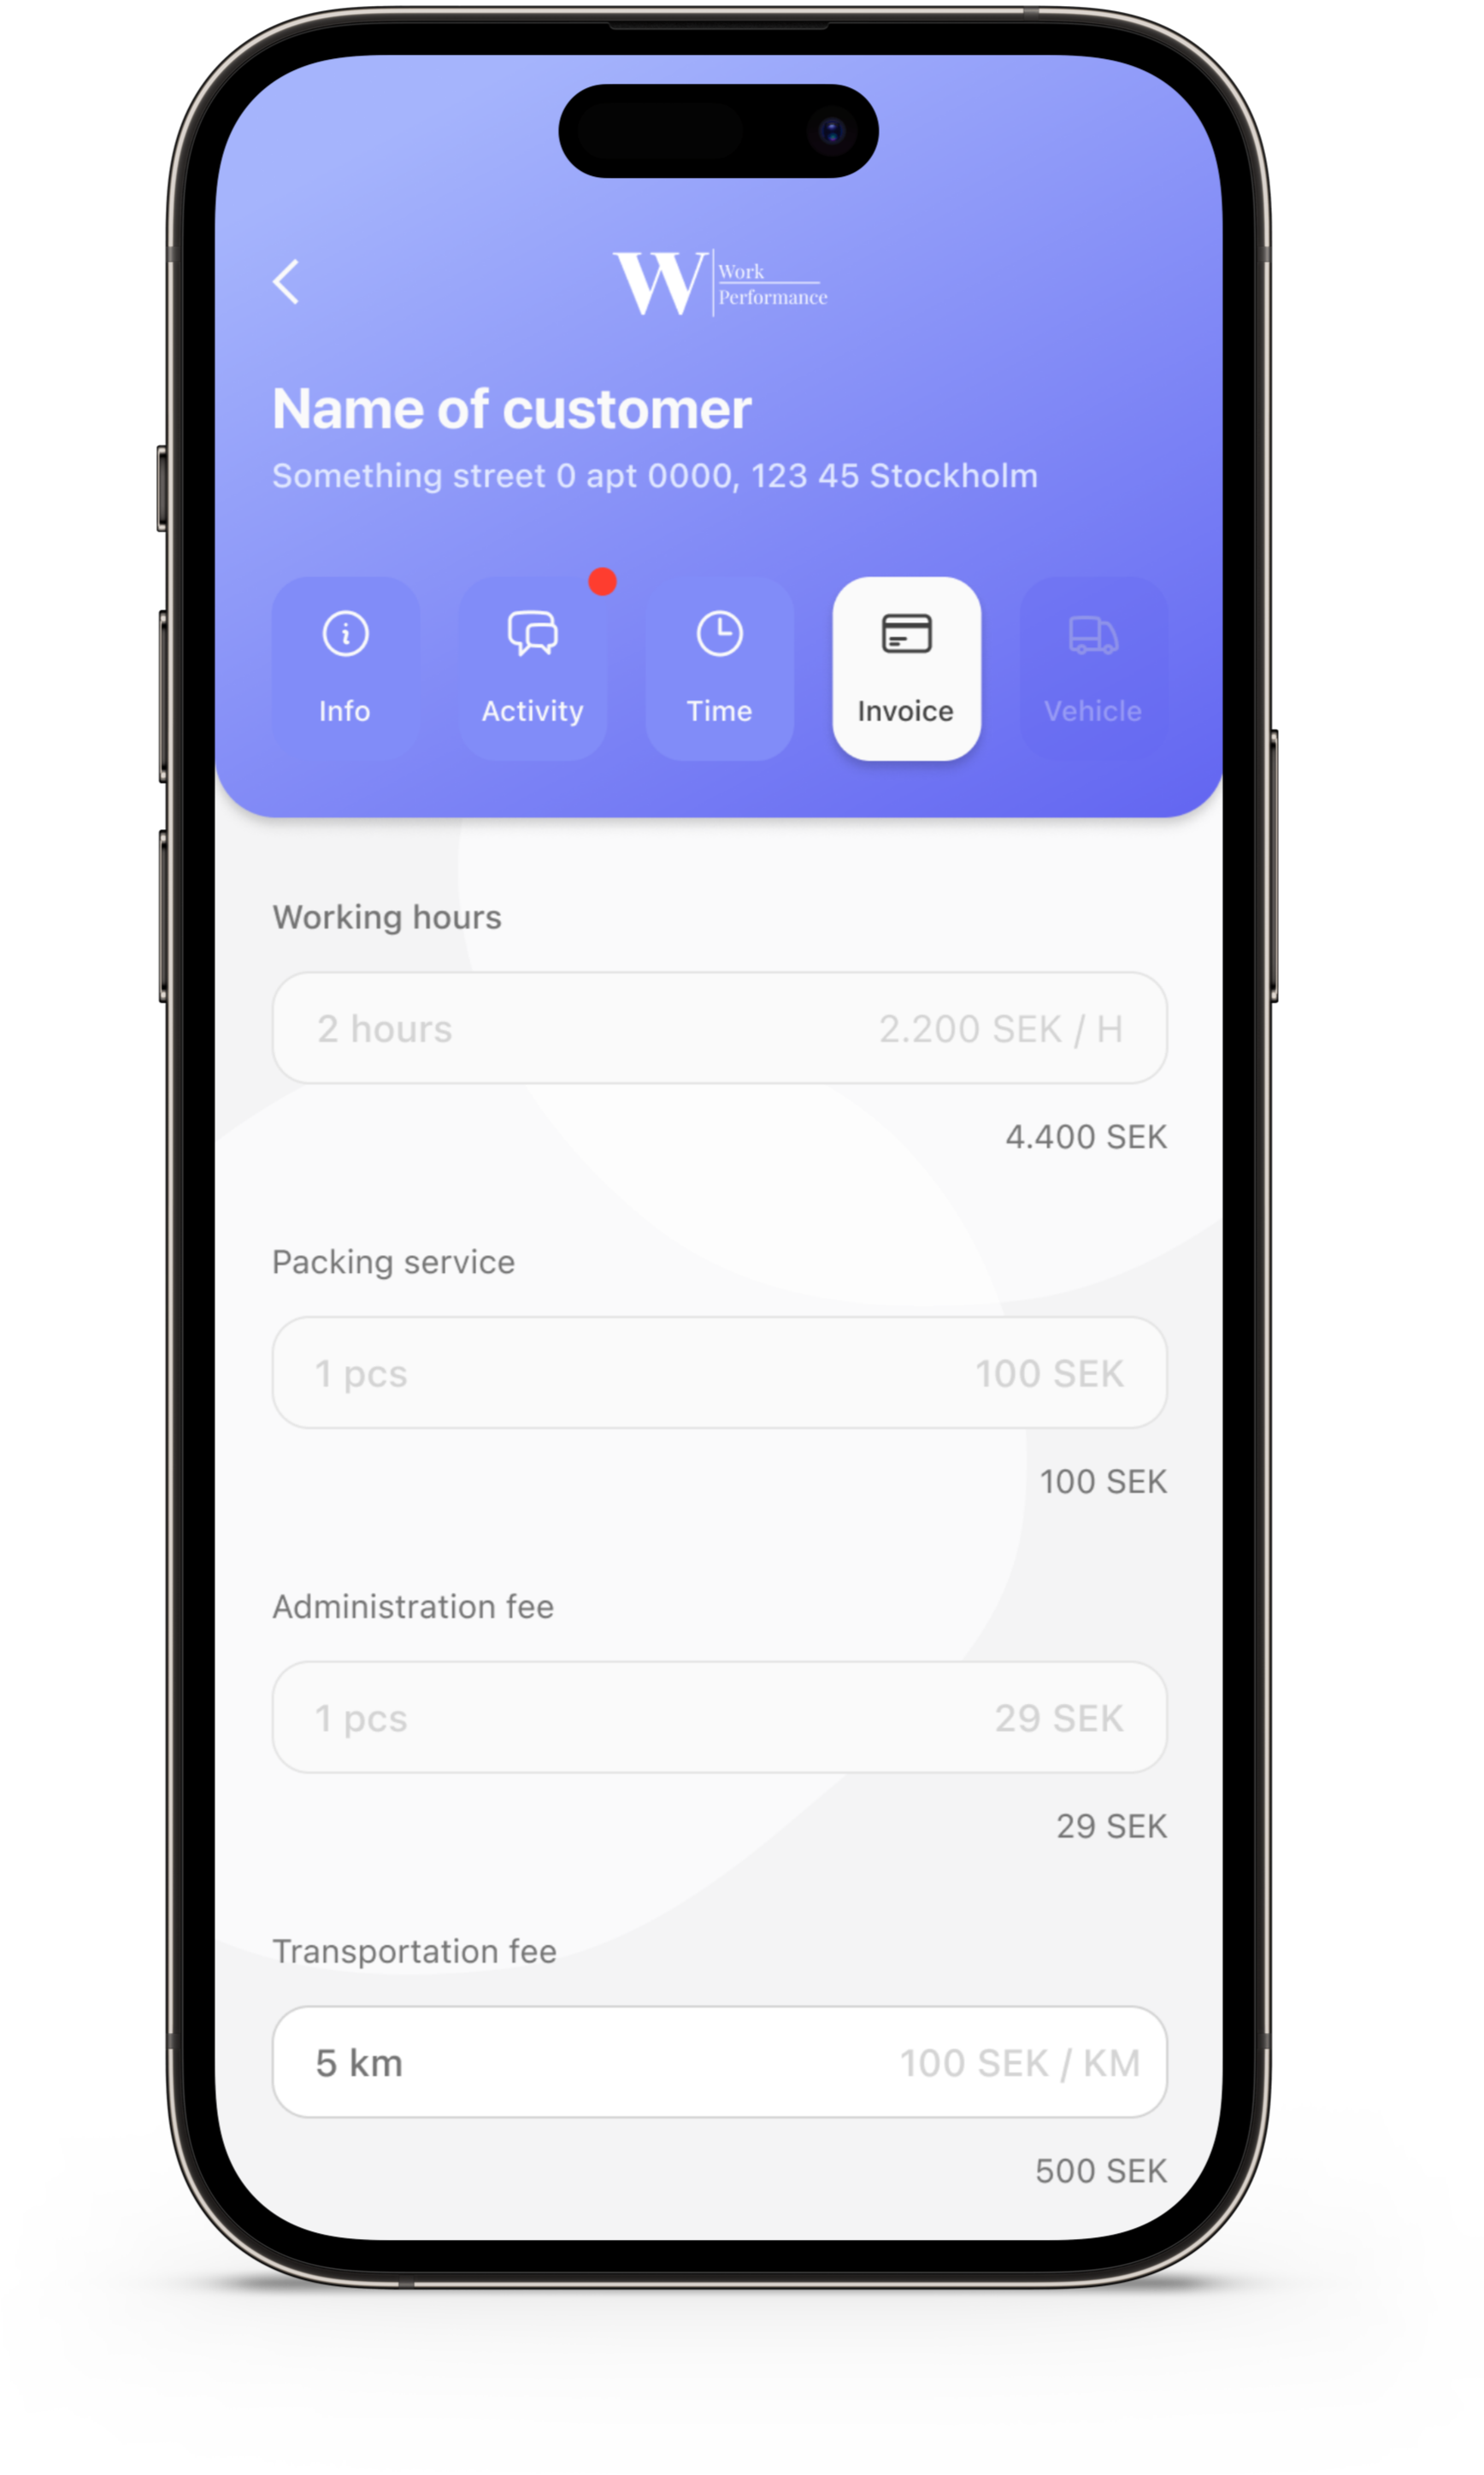 W
Work
Performance
Name of customer
Something street 0 apt 0000, 123 45 Stockholm
Info
Activity
Time
Invoice
Vehicle
Working hours
2 hours 2.200 SEK / H
4.400 SEK
Packing service
1 pcs 100 SEK
100 SEK
Administration fee
1 pcs 29 SEK
29 SEK
Transportation fee
5 km 100 SEK / KM
500 SEK